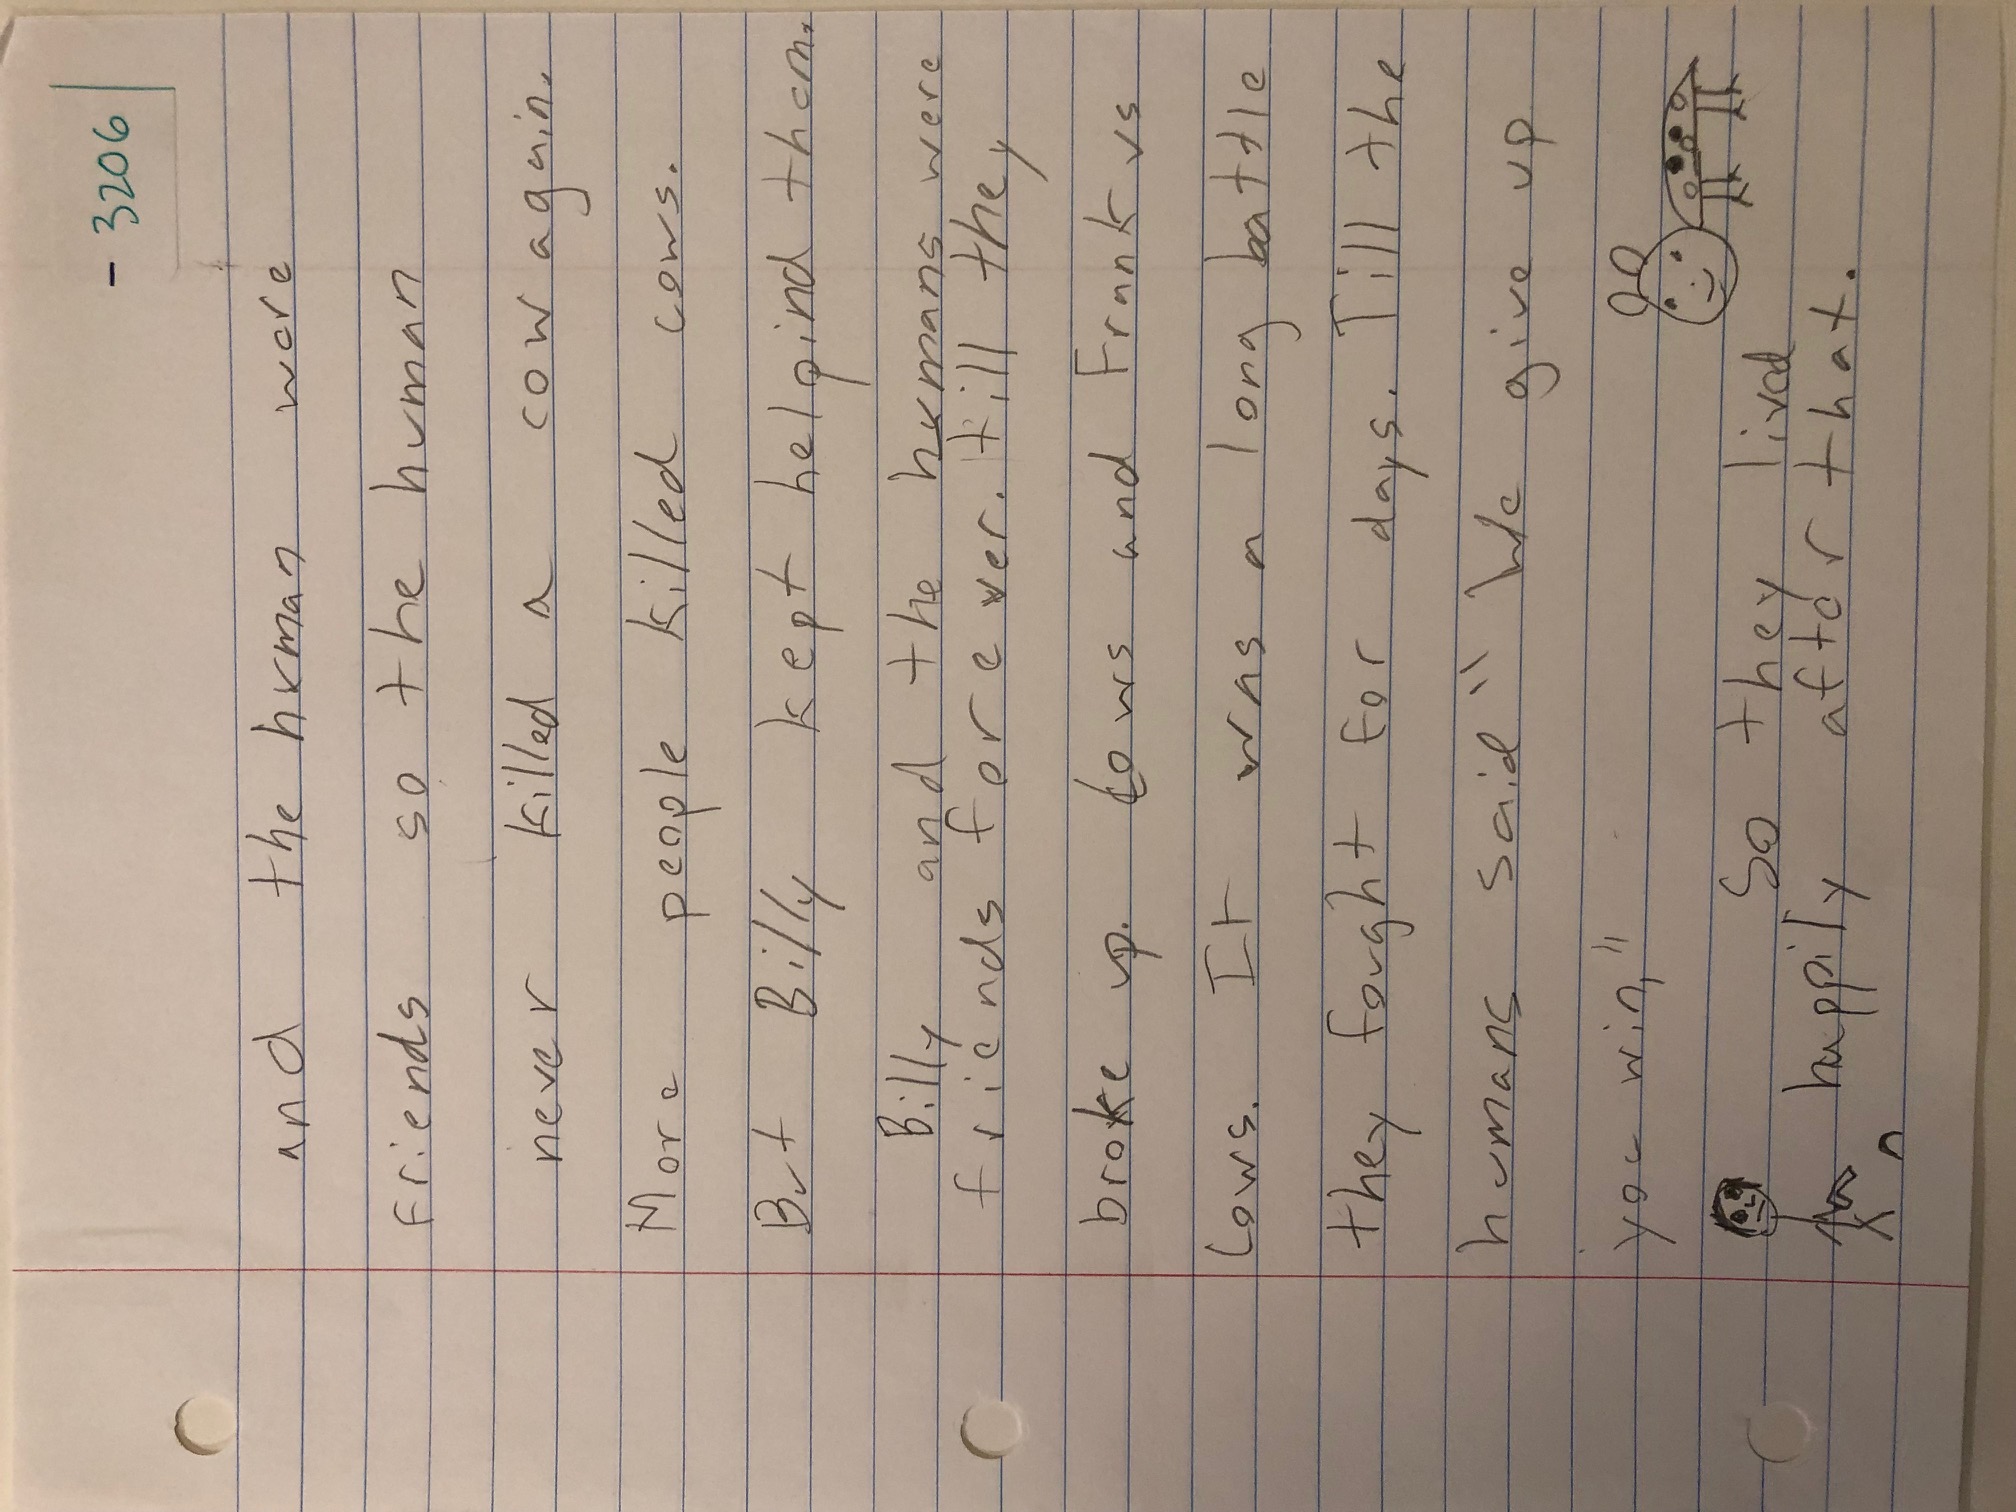 - 3206
and the human were
friends so the human
never killed a cow again.
More people killed cows.
But Billy kept helpind them.
Billy and the humans were
friends forever. till they
broke up. Cows and Frank vs
Cows. It was a long battle
they fought for days. Till the
humans said "We give up
you win,"
So they lived
happily after that.